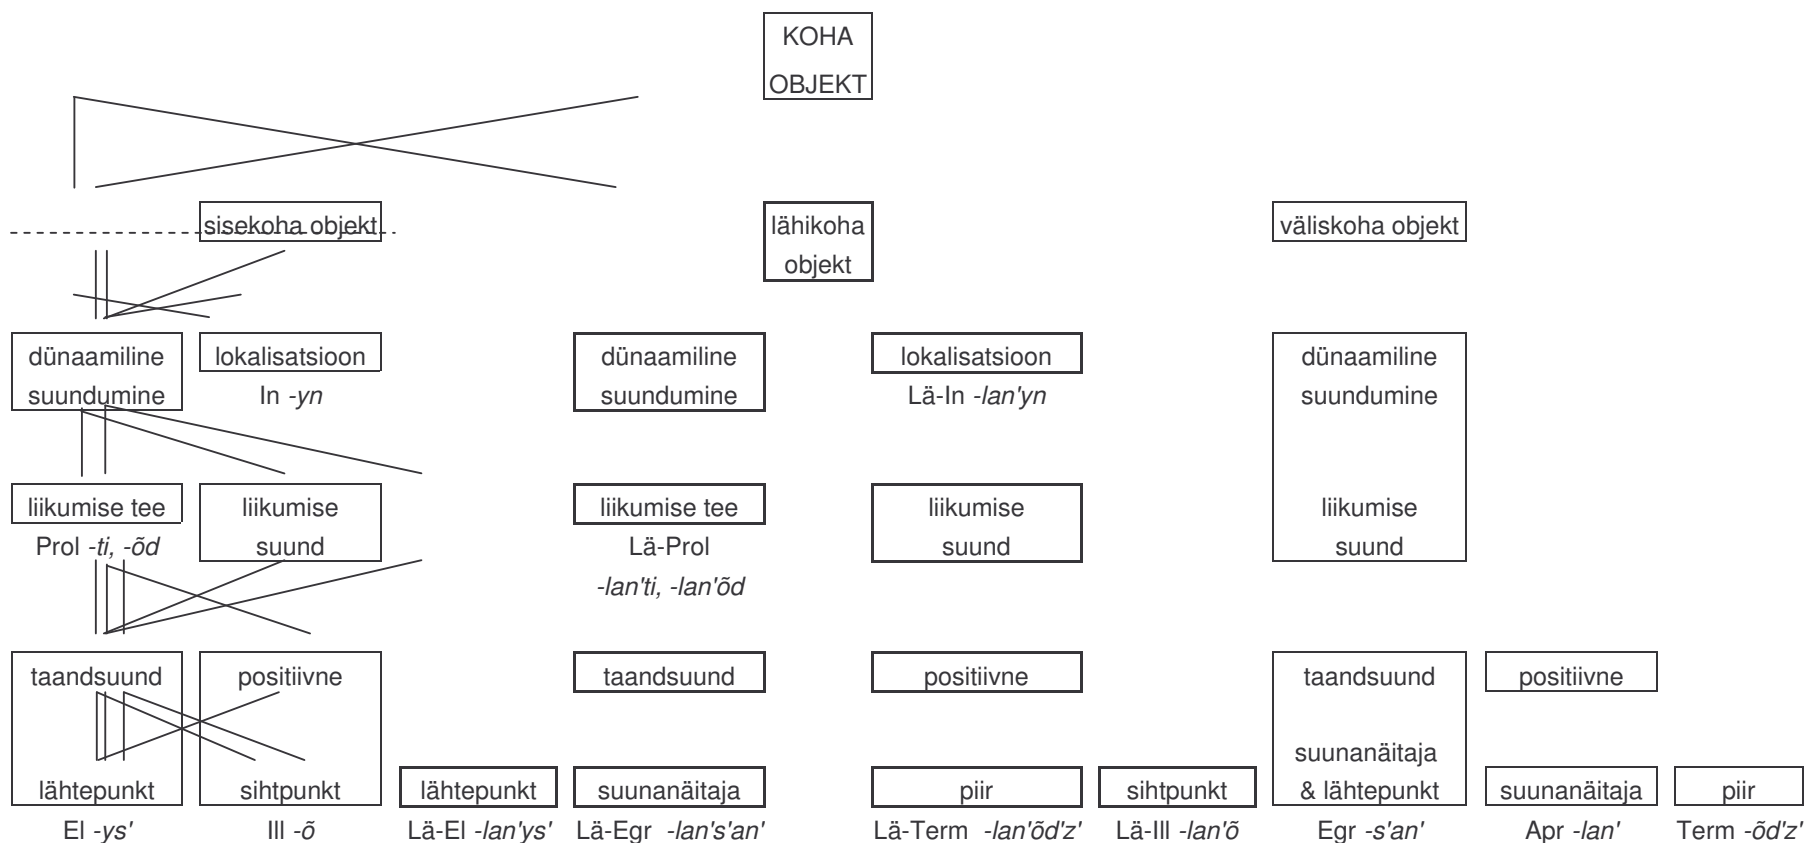 KOHA
OBJEKT
sisekoha objekt
lähikoha
objekt
väliskoha objekt
dünaamiline
suundumine
lokalisatsioon
In -yn
dünaamiline
suundumine
lokalisatsioon
Lä-In -lan'yn
dünaamiline
suundumine
liikumise tee
Prol -ti, -õd
liikumise
suund
liikumise tee
Lä-Prol
-lan'ti, -lan'õd
liikumise
suund
liikumise
suund
taandsuund
positiivne
taandsuund
positiivne
taandsuund
positiivne
lähtepunkt
El -ys'
sihtpunkt
Ill -õ
lähtepunkt
Lä-El -lan'ys'
suunanäitaja
Lä-Egr -lan's'an'
piir
Lä-Term -lan'õd'z'
sihtpunkt
Lä-Ill -lan'õ
suunanäitaja
& lähtepunkt
Egr -s'an'
suunanäitaja
Apr -lan'
piir
Term -õd'z'